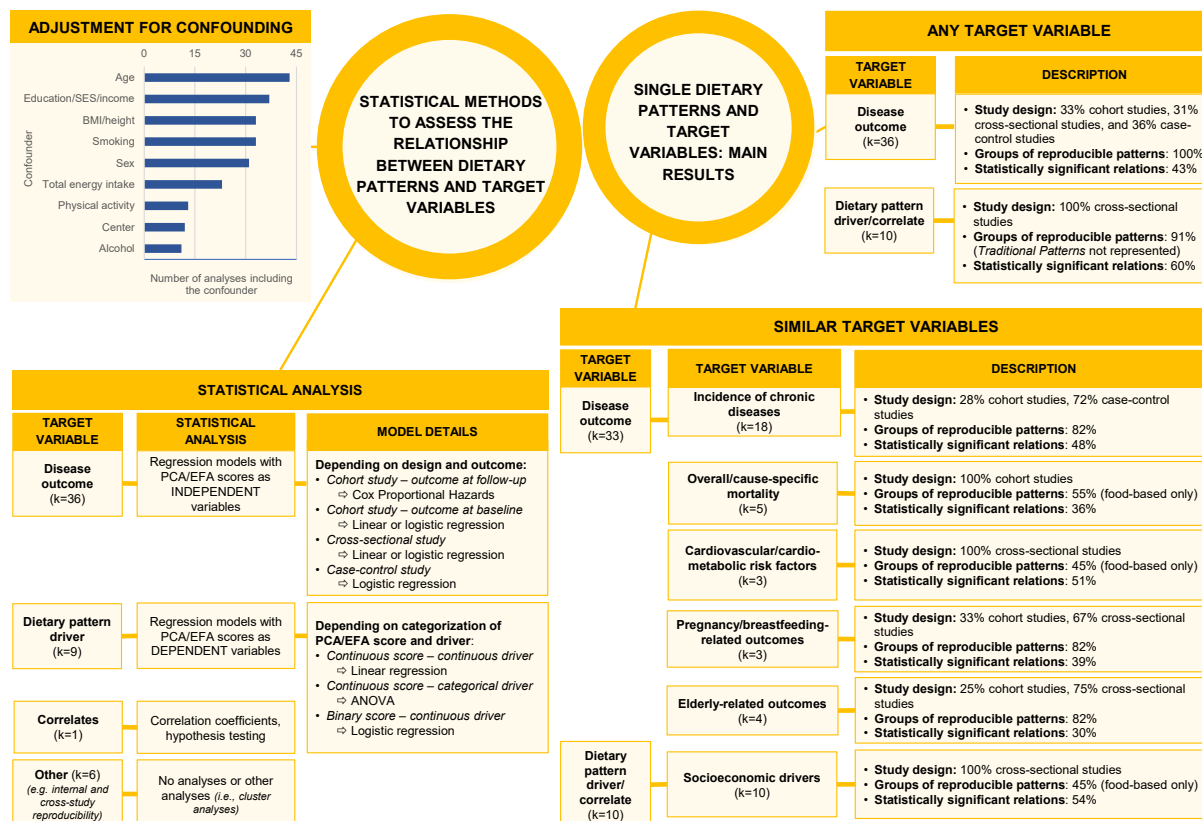 ADJUSTMENT FOR CONFOUNDING
0 15 30 45
Age
Education/SES/income
BMI/height
Smoking
Sex
Total energy intake
Physical activity
Center
Alcohol
Confounder
Number of analyses including
the confounder
STATISTICAL METHODS
TO ASSESS THE
RELATIONSHIP
BETWEEN DIETARY
PATTERNS AND TARGET
VARIABLES
SINGLE DIETARY
PATTERNS AND
TARGET
VARIABLES: MAIN
RESULTS
ANY TARGET VARIABLE
TARGET
VARIABLE
DESCRIPTION
Disease
outcome
(k=36)
• Study design: 33% cohort studies, 31%
cross-sectional studies, and 36% case-
control studies
• Groups of reproducible patterns: 100%
• Statistically significant relations: 43%
Dietary pattern
driver/correlate
(k=10)
• Study design: 100% cross-sectional
studies
• Groups of reproducible patterns: 91%
(Traditional Patterns not represented)
• Statistically significant relations: 60%
STATISTICAL ANALYSIS
TARGET
VARIABLE
STATISTICAL
ANALYSIS
MODEL DETAILS
Disease
outcome
(k=36)
Regression models with
PCA/EFA scores as
INDEPENDENT
variables
Depending on design and outcome:
• Cohort study – outcome at follow-up
⇨ Cox Proportional Hazards
• Cohort study – outcome at baseline
⇨ Linear or logistic regression
• Cross-sectional study
⇨ Linear or logistic regression
• Case-control study
⇨ Logistic regression
Dietary pattern
driver
(k=9)
Regression models with
PCA/EFA scores as
DEPENDENT variables
Depending on categorization of
PCA/EFA score and driver:
• Continuous score – continuous driver
⇨ Linear regression
• Continuous score – categorical driver
⇨ ANOVA
• Binary score – continuous driver
⇨ Logistic regression
Correlates
(k=1)
Correlation coefficients,
hypothesis testing
Other (k=6)
(e.g. internal and
cross-study
reproducibility)
No analyses or other
analyses (i.e., cluster
analyses)
SIMILAR TARGET VARIABLES
TARGET
VARIABLE
TARGET VARIABLE
DESCRIPTION
Disease
outcome
(k=33)
Incidence of chronic
diseases
(k=18)
• Study design: 28% cohort studies, 72% case-control
studies
• Groups of reproducible patterns: 82%
• Statistically significant relations: 48%
Overall/cause-specific
mortality
(k=5)
• Study design: 100% cohort studies
• Groups of reproducible patterns: 55% (food-based only)
• Statistically significant relations: 36%
Cardiovascular/cardio-
metabolic risk factors
(k=3)
• Study design: 100% cross-sectional studies
• Groups of reproducible patterns: 45% (food-based only)
• Statistically significant relations: 51%
Pregnancy/breastfeeding-
related outcomes
(k=3)
• Study design: 33% cohort studies, 67% cross-sectional
studies
• Groups of reproducible patterns: 82%
• Statistically significant relations: 39%
Elderly-related outcomes
(k=4)
• Study design: 25% cohort studies, 75% cross-sectional
studies
• Groups of reproducible patterns: 82%
• Statistically significant relations: 30%
Dietary
pattern
driver/
correlate
(k=10)
Socioeconomic drivers
(k=10)
• Study design: 100% cross-sectional studies
• Groups of reproducible patterns: 45% (food-based only)
• Statistically significant relations: 54%